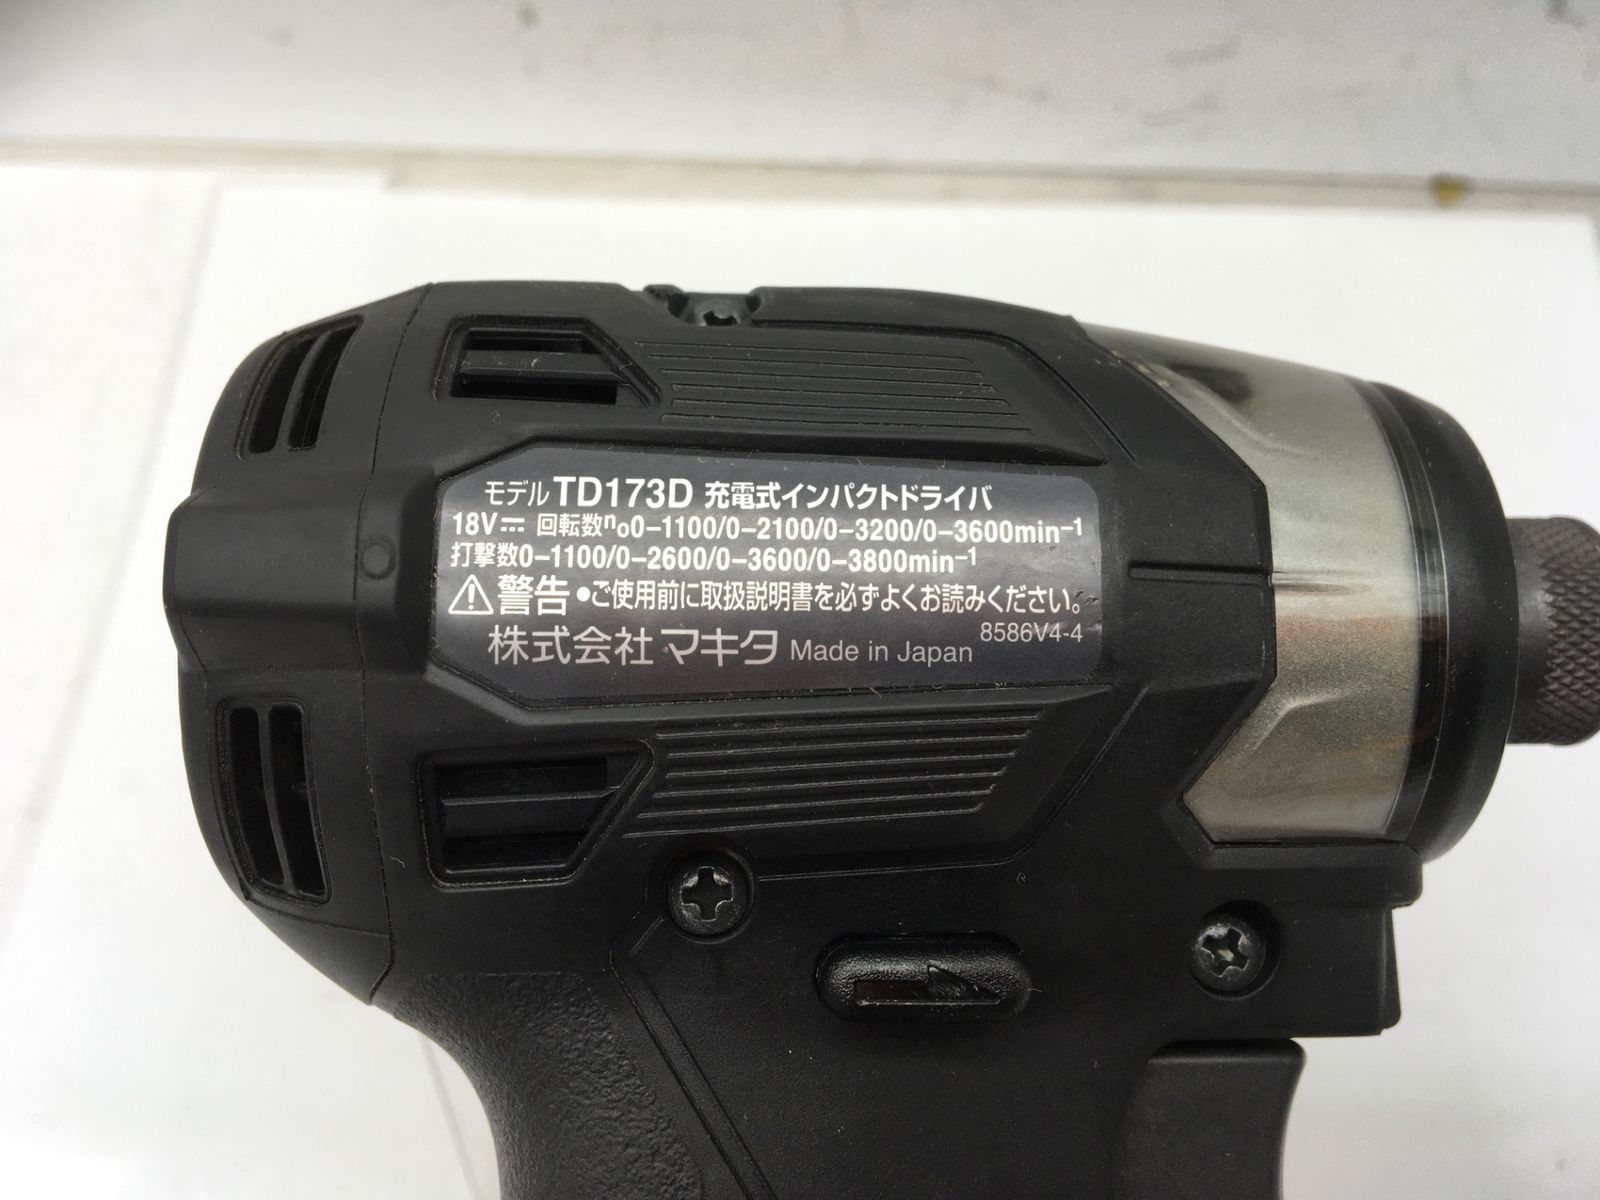 モデル TD173D 充電式インパクトドライバ
18V⎓ 回転数no0-1100/0-2100/0-3200/0-3600min-1
打撃数0-1100/0-2600/0-3600/0-3800min-1
⚠警告 ●ご使用前に取扱説明書を必ずよくお読みください。
8586V4-4
株式会社 マキタ Made in Japan
R